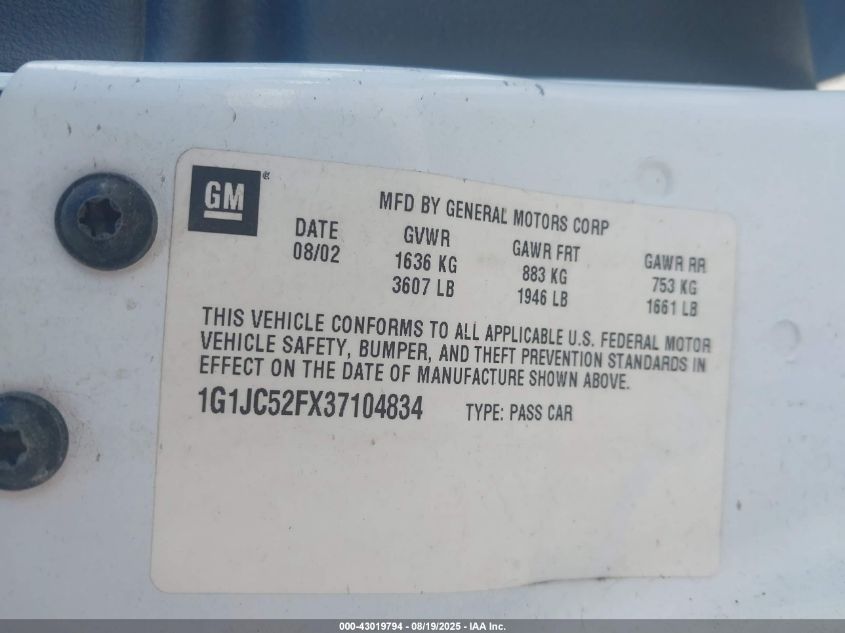 GM ®
MFD BY GENERAL MOTORS CORP
DATE GVWR GAWR FRT GAWR RR
08/02 1636 KG 883 KG 753 KG
3607 LB 1946 LB 1661 LB
THIS VEHICLE CONFORMS TO ALL APPLICABLE U.S. FEDERAL MOTOR
VEHICLE SAFETY, BUMPER, AND THEFT PREVENTION STANDARDS IN
EFFECT ON THE DATE OF MANUFACTURE SHOWN ABOVE.
1G1JC52FX37104834 TYPE: PASS CAR
000-43019794 - 08/19/2025 - IAA Inc.